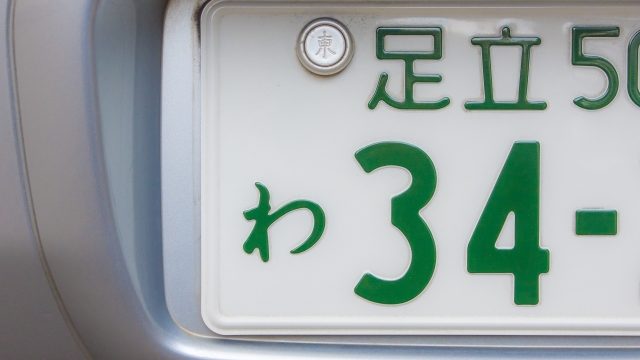 東
足立 50
わ 34-